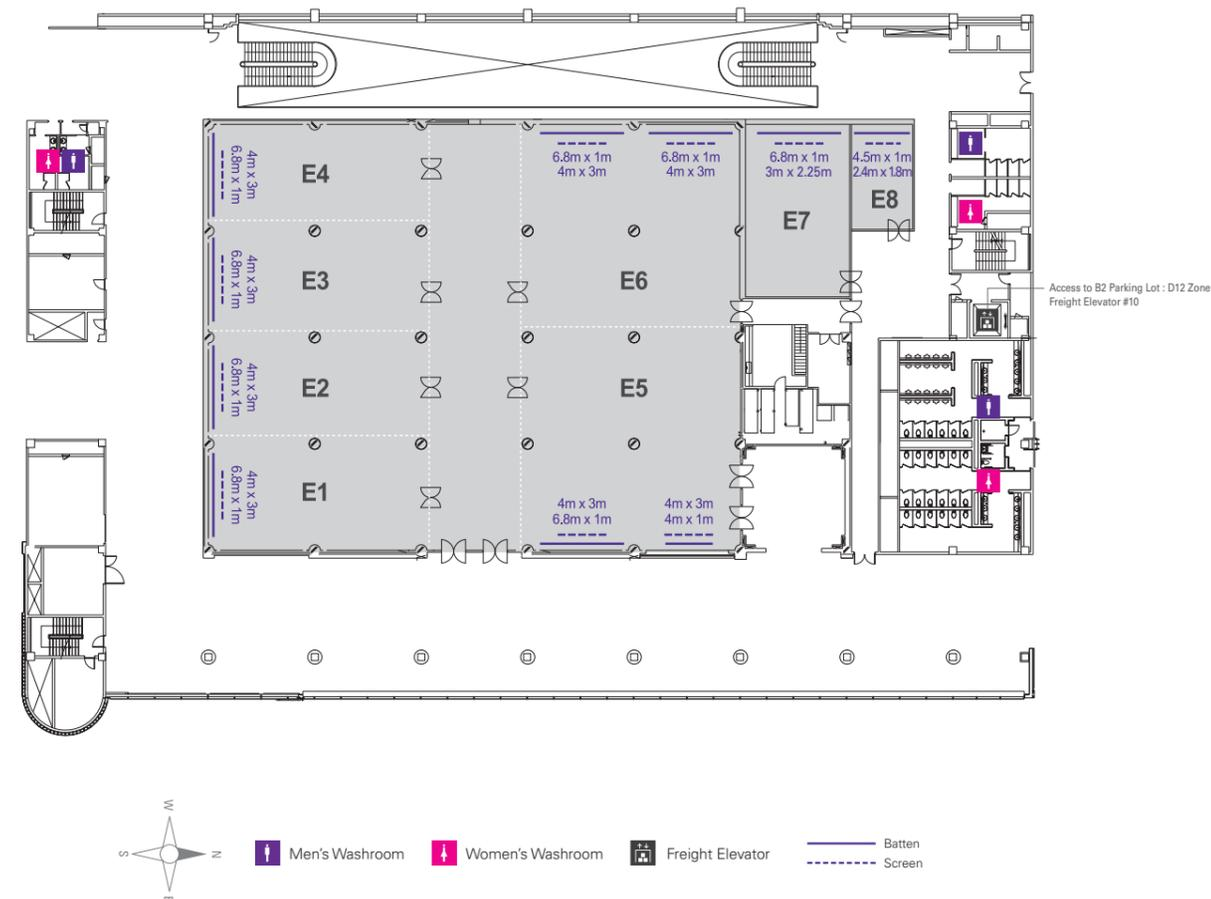 6.8m x 1m
4m x 3m
6.8m x 1m
4m x 3m
6.8m x 1m
3m x 2.25m
4.5m x 1m
2.4m x 1.8m
E4
4m x 3m
6.8m x 1m
E8
E7
E3
4m x 3m
6.8m x 1m
E6
Access to B2 Parking Lot : D12 Zone
Freight Elevator #10
E2
4m x 3m
6.8m x 1m
E5
E1
4m x 3m
6.8m x 1m
4m x 3m
6.8m x 1m
4m x 3m
4m x 1m
W
S
N
E
Men's Washroom
Women's Washroom
Freight Elevator
Batten
Screen